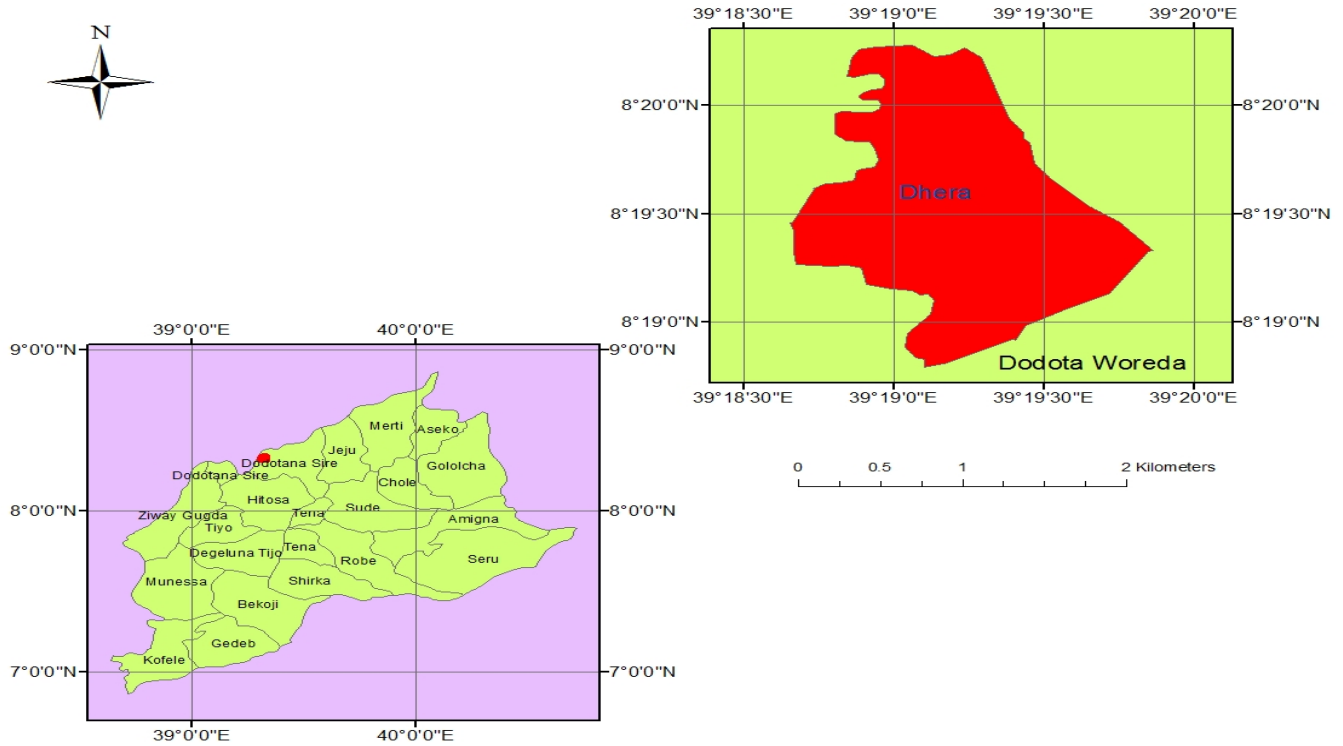 N
39°18'30"E 39°19'0"E 39°19'30"E 39°20'0"E
8°20'0"N 8°20'0"N
Dhera
8°19'30"N 8°19'30"N
8°19'0"N 8°19'0"N
Dodota Woreda
39°18'30"E 39°19'0"E 39°19'30"E 39°20'0"E
0 0.5 1 2 Kilometers
39°0'0"E 40°0'0"E
9°0'0"N 9°0'0"N
Merti
Aseko
Jeju
Dodotana Sire
Gololcha
Dodotana Sire
Chole
Hitosa
Sude
8°0'0"N 8°0'0"N
Ziway Gugda
Tena
Amigna
Tiyo
Degeluna Tijo
Tena
Robe
Seru
Munessa
Shirka
Bekoji
Gedeb
Kofele
7°0'0"N 7°0'0"N
39°0'0"E 40°0'0"E